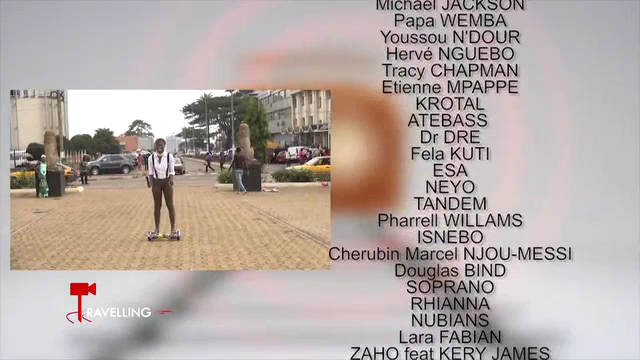 Michael JACKSON
Papa WEMBA
Youssou N'DOUR
Hervé NGUEBO
Tracy CHAPMAN
Etienne MPAPPE
KROTAL
ATEBASS
Dr DRE
Fela KUTI
ESA
NEYO
TANDEM
Pharrell WILLAMS
ISNEBO
Cherubin Marcel NJOU-MESSI
Douglas BIND
SOPRANO
RHIANNA
NUBIANS
Lara FABIAN
ZAHO feat KERY JAMES
TRAVELLING